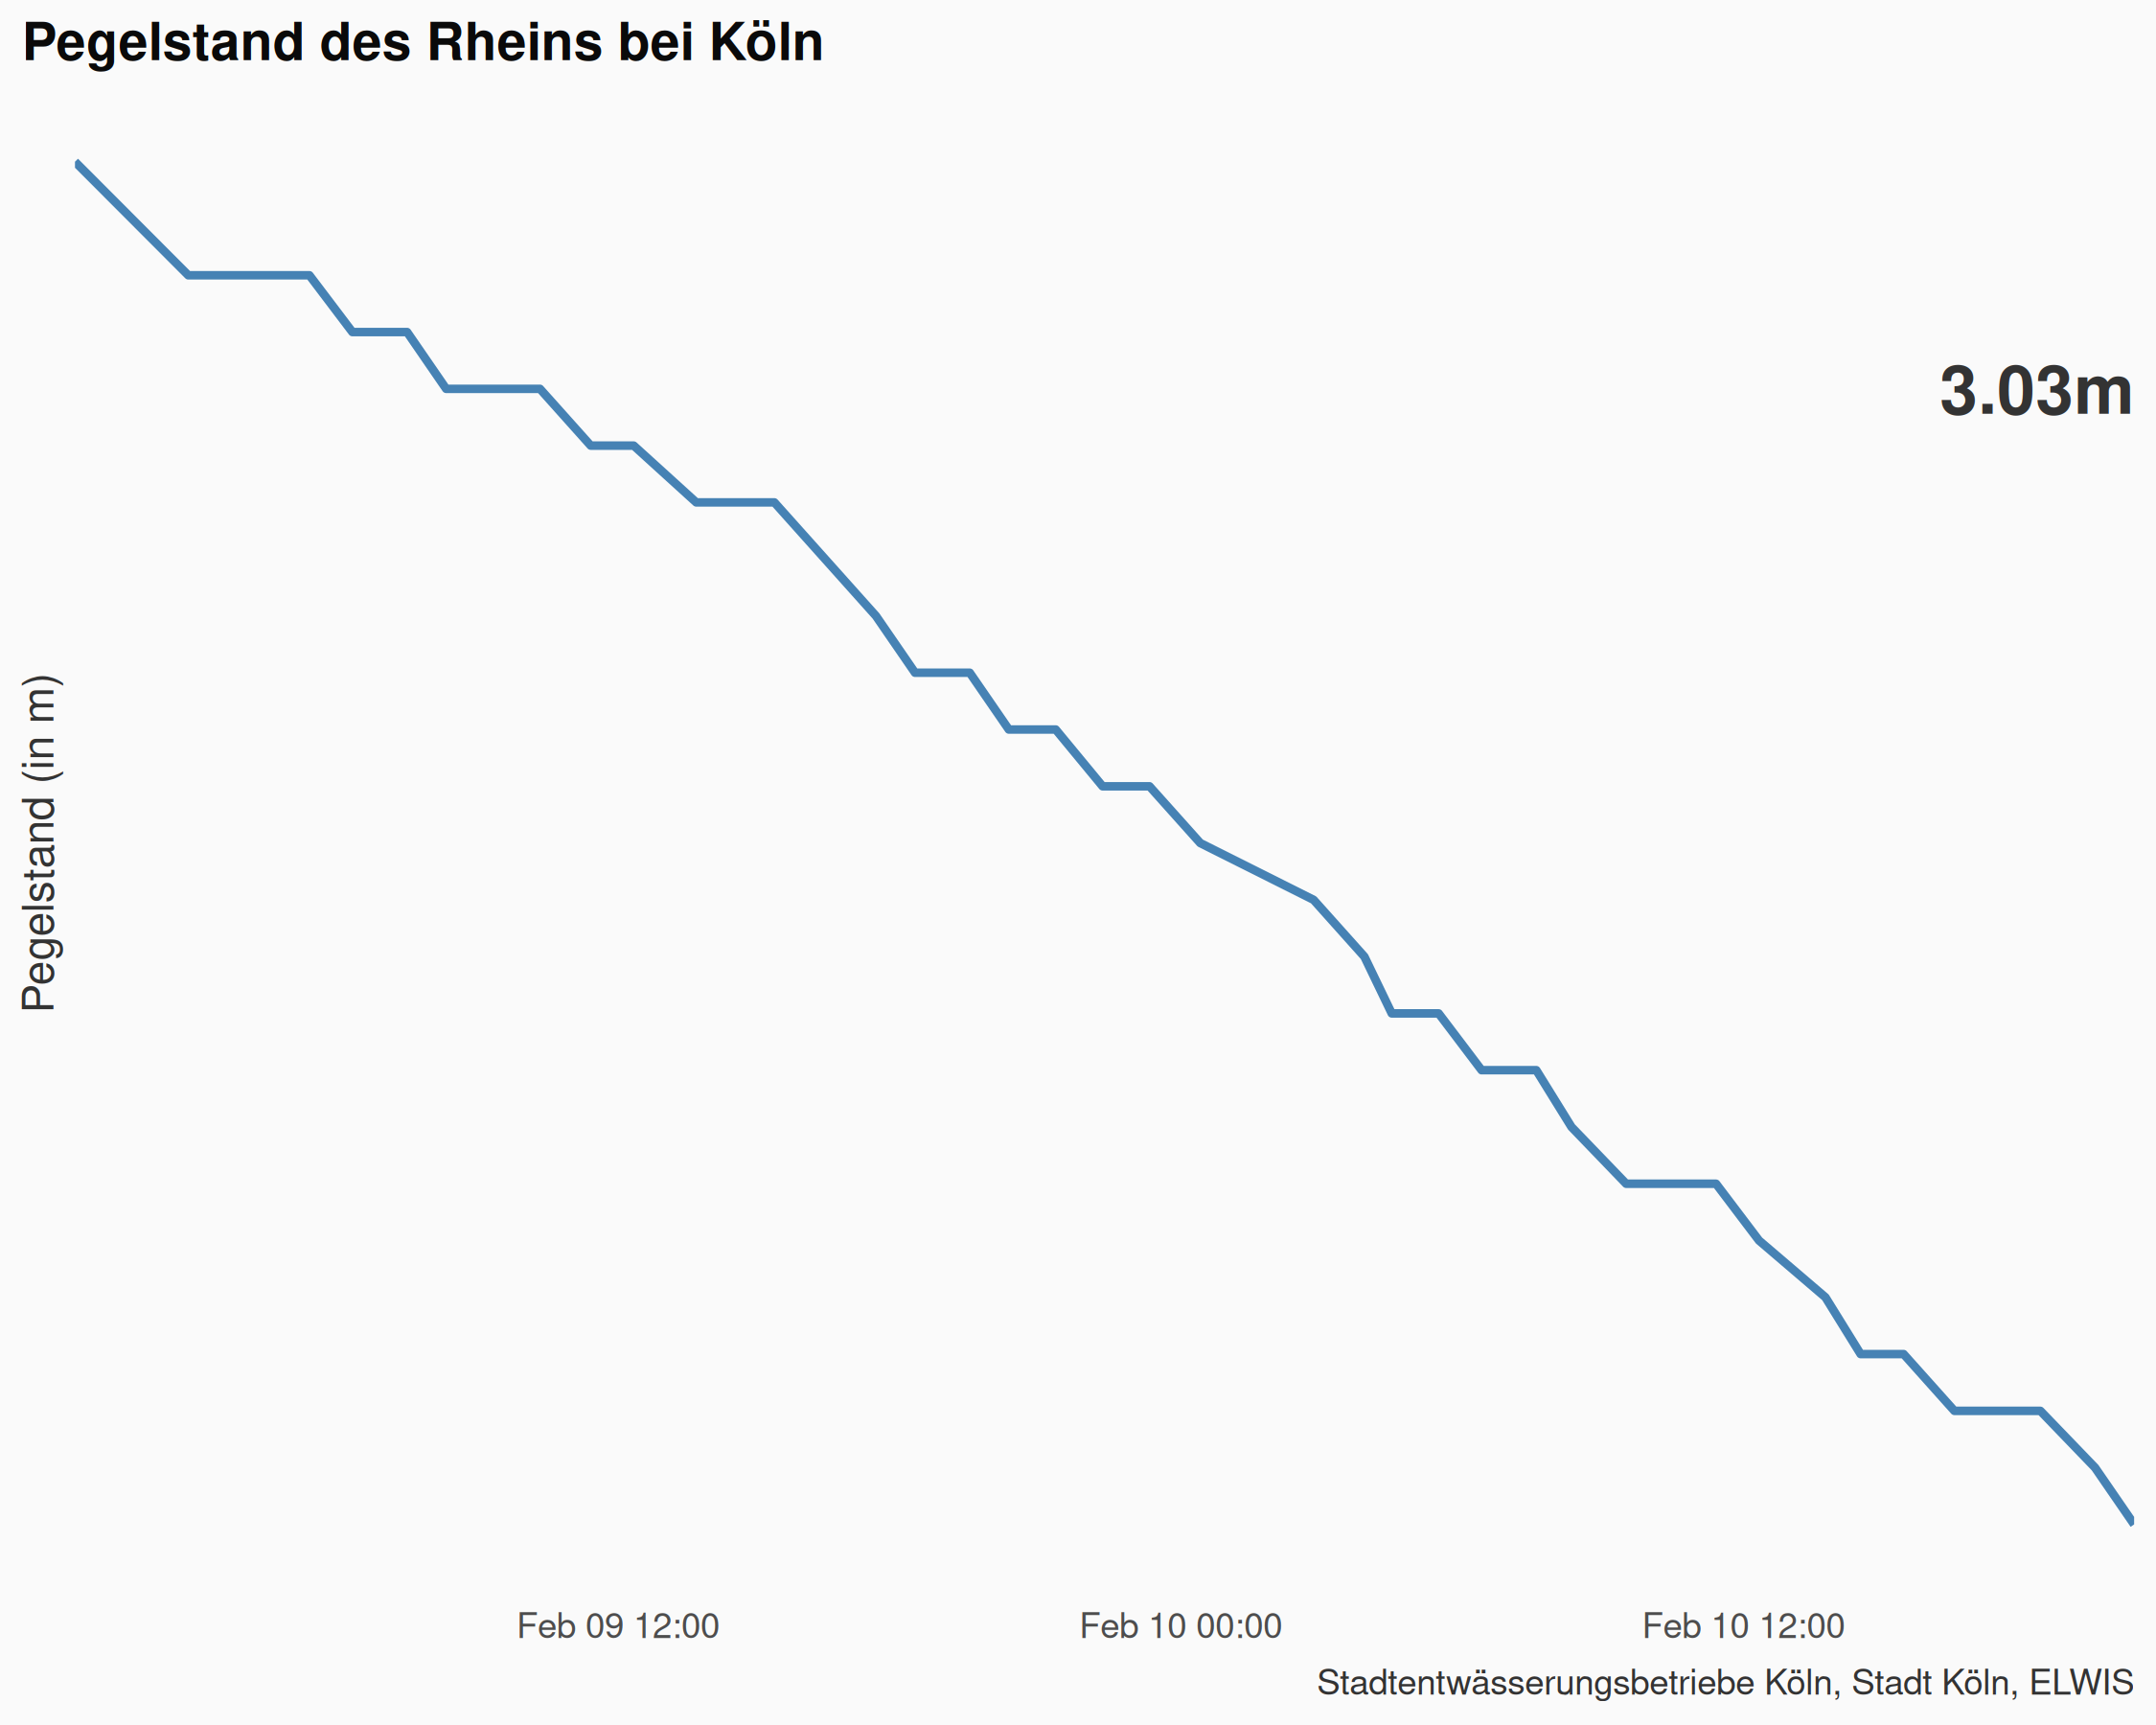 Pegelstand des Rheins bei Köln
3.03m
Pegelstand (in m)
Feb 09 12:00
Feb 10 00:00
Feb 10 12:00
Stadtentwässerungsbetriebe Köln, Stadt Köln, ELWIS